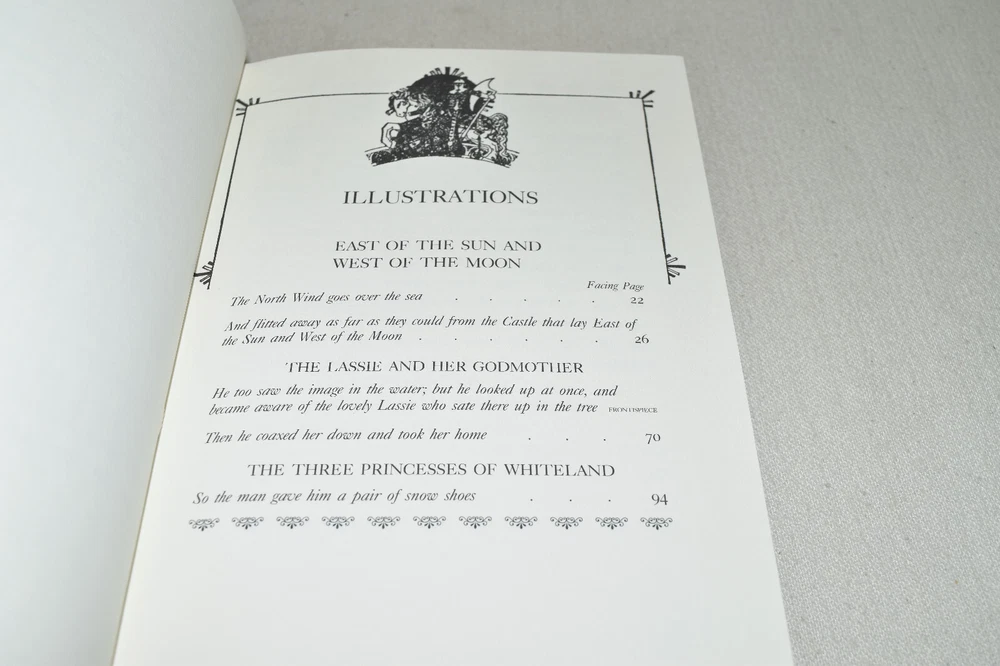 ILLUSTRATIONS
EAST OF THE SUN AND
WEST OF THE MOON
Facing Page
The North Wind goes over the sea . . . . . 22
And flitted away as far as they could from the Castle that lay East of
the Sun and West of the Moon . . . . . . 26
THE LASSIE AND HER GODMOTHER
He too saw the image in the water; but he looked up at once, and
became aware of the lovely Lassie who sate there up in the tree FRONTISPIECE
Then he coaxed her down and took her home . . . 70
THE THREE PRINCESSES OF WHITELAND
So the man gave him a pair of snow shoes . . . 94